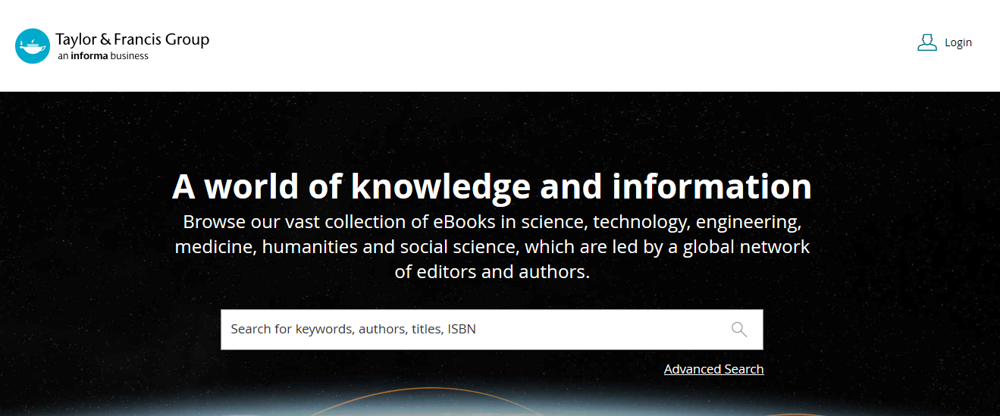 Taylor & Francis Group
an informa business
Login
A world of knowledge and information
Browse our vast collection of eBooks in science, technology, engineering,
medicine, humanities and social science, which are led by a global network
of editors and authors.
Search for keywords, authors, titles, ISBN
Advanced Search